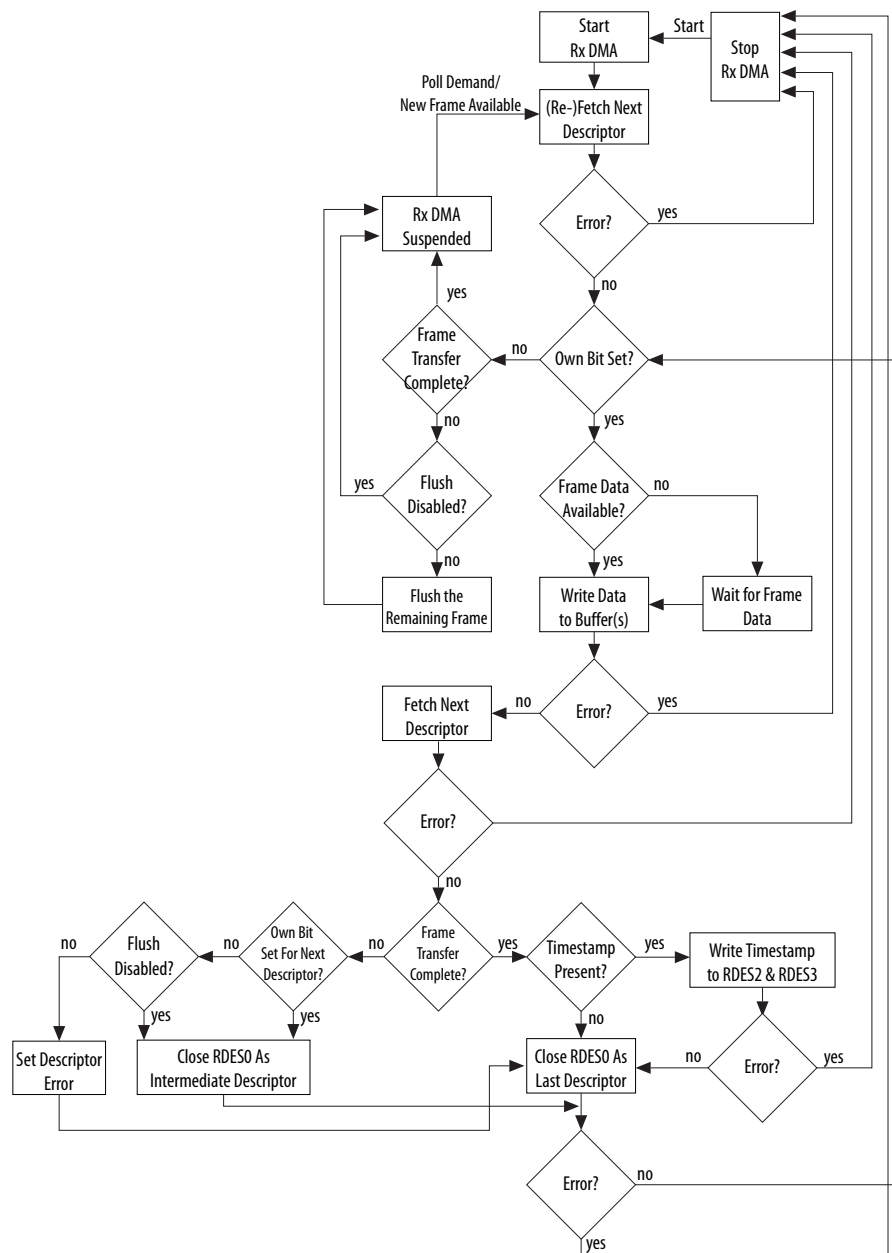 Start
Rx DMA
Start
Stop
Rx DMA
Poll Demand/
New Frame Available
(Re-)Fetch Next
Descriptor
Rx DMA
Suspended
Error?
yes
no
yes
Frame
Transfer
Complete?
no
Own Bit Set?
no
yes
yes
Flush
Disabled?
Frame Data
Available?
no
no
yes
Flush the
Remaining Frame
Write Data
to Buffer(s)
Wait for Frame
Data
Fetch Next
Descriptor
no
Error?
yes
Error?
no
no
Flush
Disabled?
no
Own Bit
Set For Next
Descriptor?
no
Frame
Transfer
Complete?
yes
Timestamp
Present?
yes
Write Timestamp
to RDES2 & RDES3
yes
yes
no
Set Descriptor
Error
Close RDES0 As
Intermediate Descriptor
Close RDES0 As
Last Descriptor
no
Error?
yes
Error?
no
yes